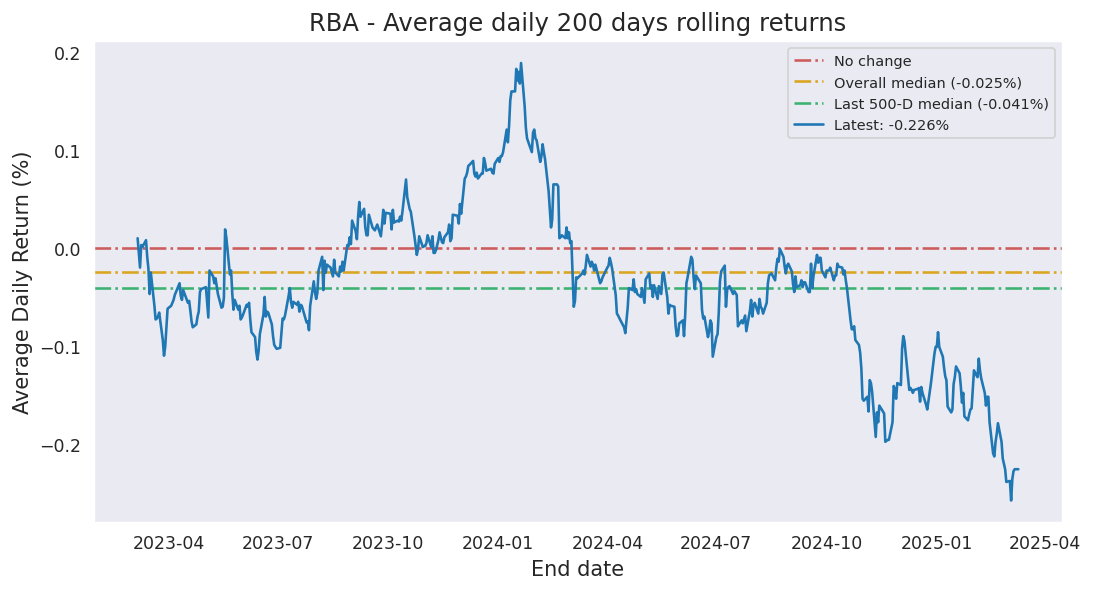 RBA - Average daily 200 days rolling returns
No change
Overall median (-0.025%)
Last 500-D median (-0.041%)
Latest: -0.226%
Average Daily Return (%)
0.2
0.1
0.0
−0.1
−0.2
2023-04 2023-07 2023-10 2024-01 2024-04 2024-07 2024-10 2025-01 2025-04
End date